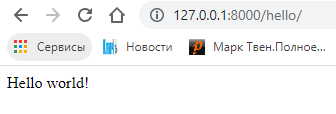 127.0.0.1:8000/hello/
Сервисы Новости Марк Твен.Полное...
Hello world!